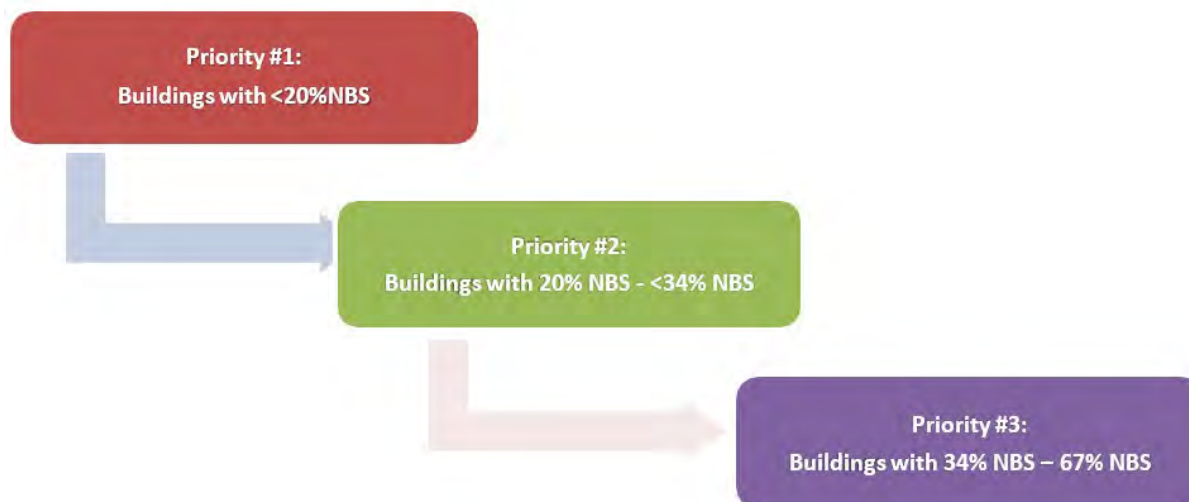 Priority #1:
Buildings with <20%NBS
Priority #2:
Buildings with 20% NBS - <34% NBS
Priority #3:
Buildings with 34% NBS – 67% NBS